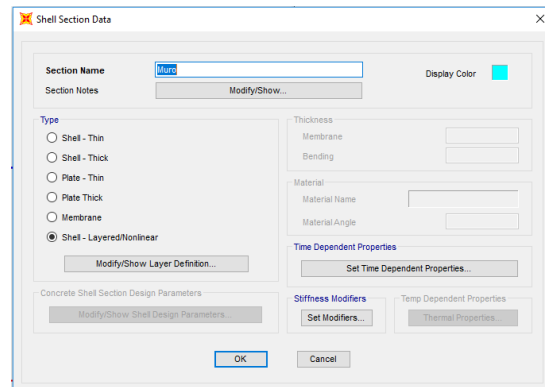 Shell Section Data
Section Name
Muro
Display Color
Section Notes
Modify/Show...
Type
Shell - Thin
Shell - Thick
Plate - Thin
Plate Thick
Membrane
Shell - Layered/Nonlinear
Modify/Show Layer Definition...
Thickness
Membrane
Bending
Material
Material Name
Material Angle
Time Dependent Properties
Set Time Dependent Properties...
Concrete Shell Section Design Parameters
Modify/Show Shell Design Parameters...
Stiffness Modifiers
Set Modifiers...
Temp Dependent Properties
Thermal Properties...
OK
Cancel